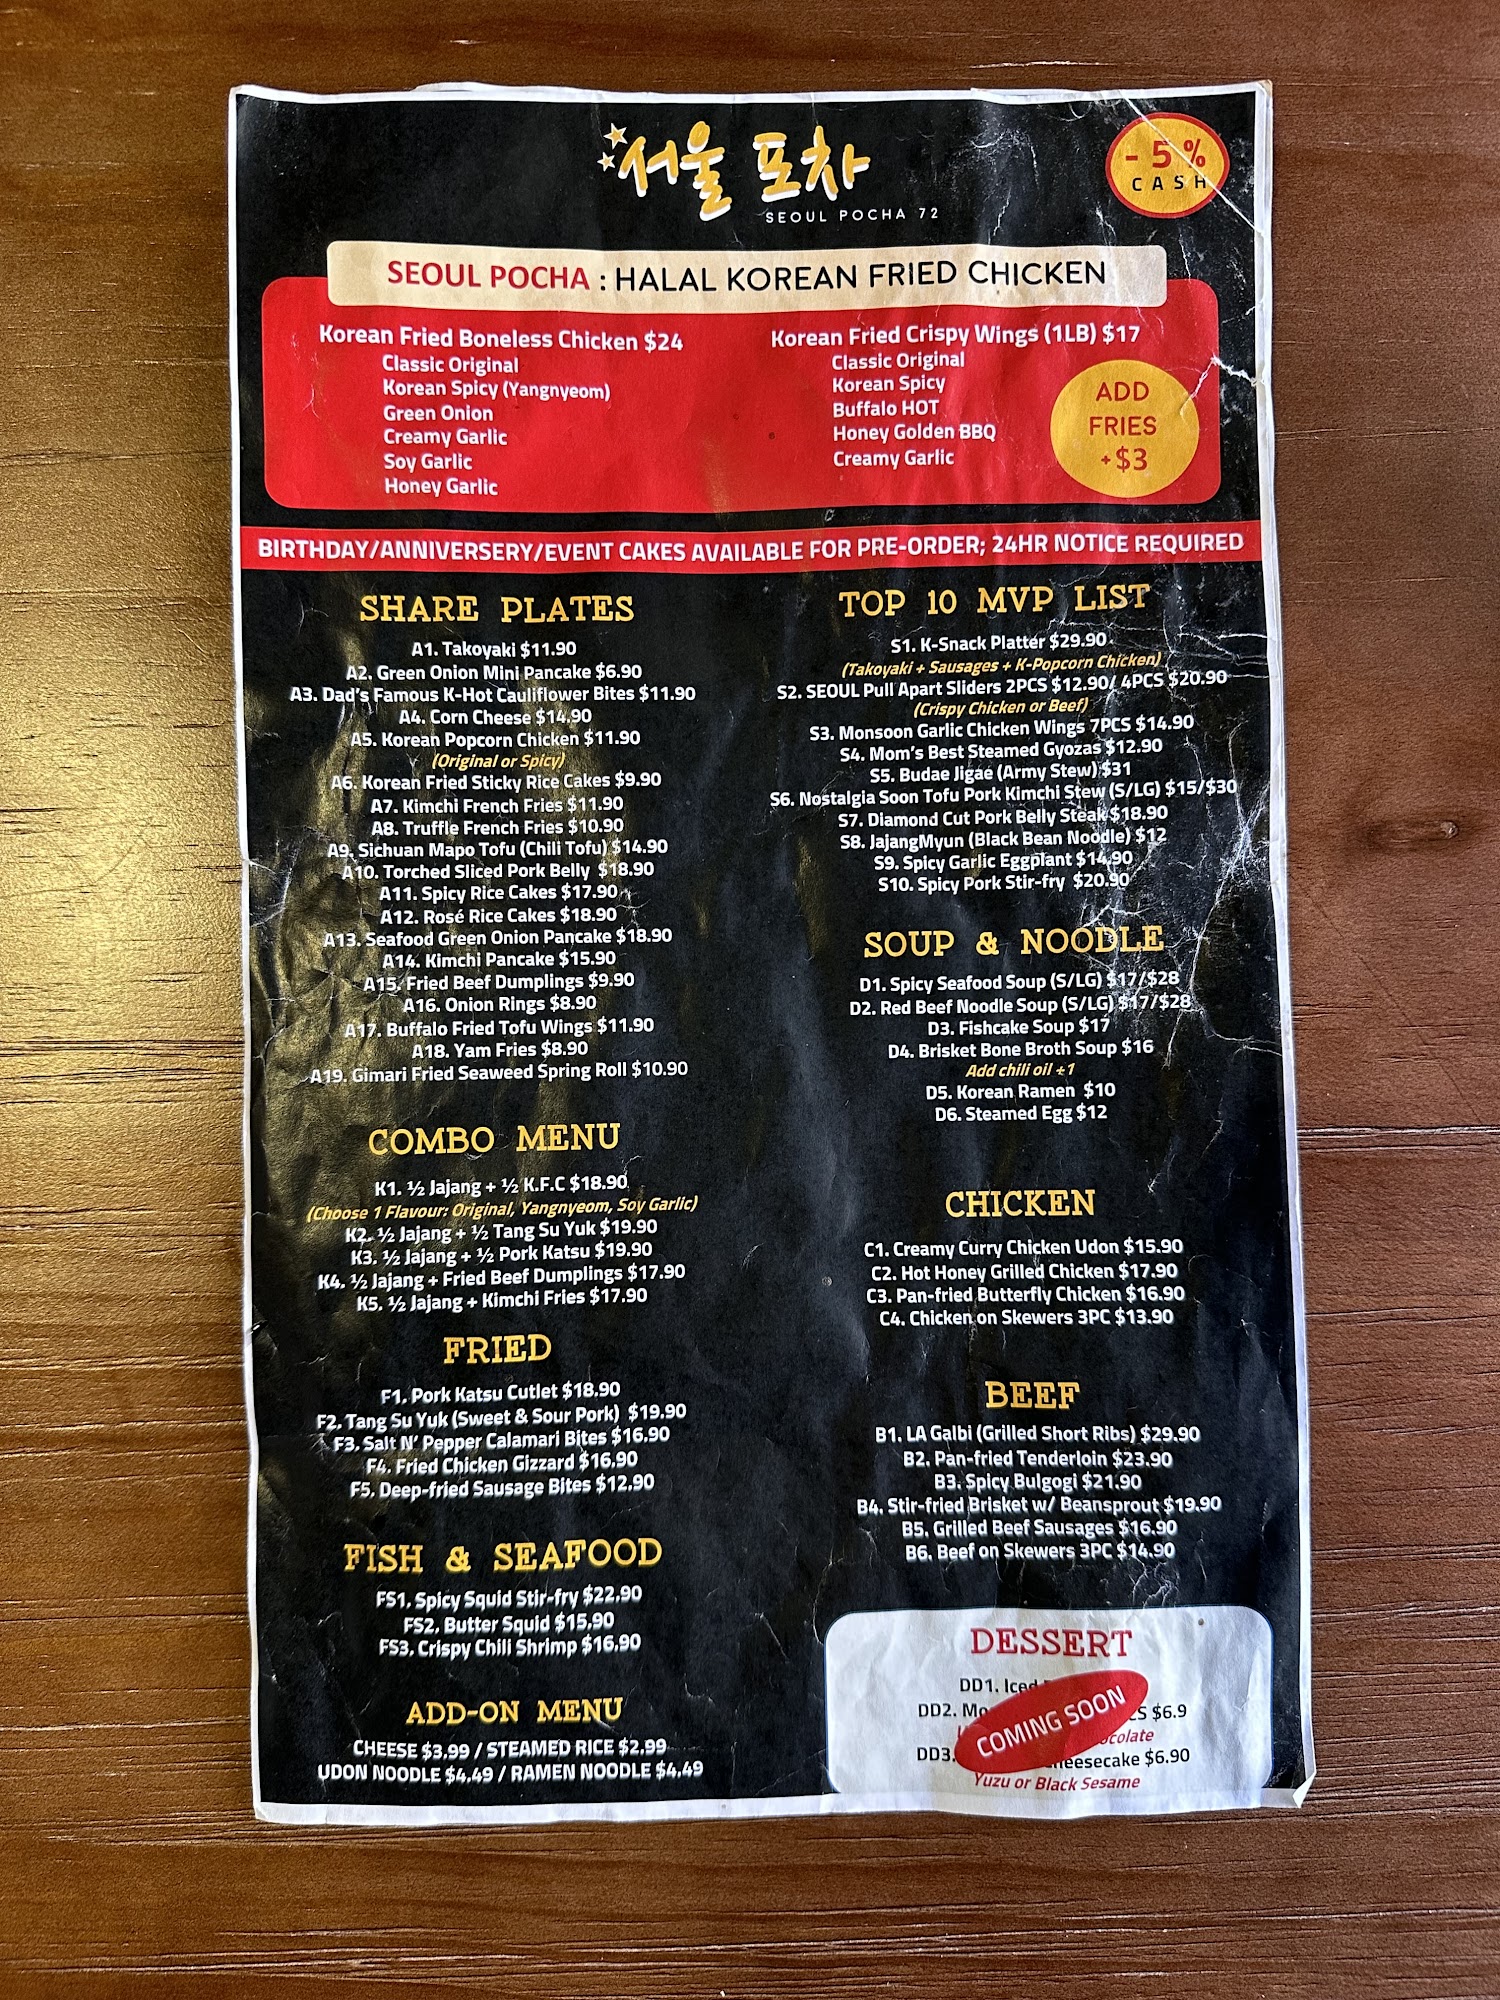 서울 포차
SEOUL POCHA 72
- 5 %
CASH
SEOUL POCHA : HALAL KOREAN FRIED CHICKEN
Korean Fried Boneless Chicken $24
Classic Original
Korean Spicy (Yangnyeom)
Green Onion
Creamy Garlic
Soy Garlic
Honey Garlic
Korean Fried Crispy Wings (1LB) $17
Classic Original
Korean Spicy
Buffalo HOT
Honey Golden BBQ
Creamy Garlic
ADD
FRIES
+$3
BIRTHDAY/ANNIVERSERY/EVENT CAKES AVAILABLE FOR PRE-ORDER; 24HR NOTICE REQUIRED
SHARE PLATES
A1. Takoyaki $11.90
A2. Green Onion Mini Pancake $6.90
A3. Dad's Famous K-Hot Cauliflower Bites $11.90
A4. Corn Cheese $14.90
A5. Korean Popcorn Chicken $11.90
(Original or Spicy)
A6. Korean Fried Sticky Rice Cakes $9.90
A7. Kimchi French Fries $11.90
A8. Truffle French Fries $10.90
A9. Sichuan Mapo Tofu (Chili Tofu) $14.90
A10. Torched Sliced Pork Belly $18.90
A11. Spicy Rice Cakes $17.90
A12. Rosé Rice Cakes $18.90
A13. Seafood Green Onion Pancake $18.90
A14. Kimchi Pancake $15.90
A15. Fried Beef Dumplings $9.90
A16. Onion Rings $8.90
A17. Buffalo Fried Tofu Wings $11.90
A18. Yam Fries $8.90
A19. Gimari Fried Seaweed Spring Roll $10.90
COMBO MENU
K1. ½ Jajang + ½ K.F.C $18.90
(Choose 1 Flavour: Original, Yangnyeom, Soy Garlic)
K2. ½ Jajang + ½ Tang Su Yuk $19.90
K3. ½ Jajang + ½ Pork Katsu $19.90
K4. ½ Jajang + Fried Beef Dumplings $17.90
K5. ½ Jajang + Kimchi Fries $17.90
FRIED
F1. Pork Katsu Cutlet $18.90
F2. Tang Su Yuk (Sweet & Sour Pork) $19.90
F3. Salt N' Pepper Calamari Bites $16.90
F4. Fried Chicken Gizzard $16.90
F5. Deep-fried Sausage Bites $12.90
FISH & SEAFOOD
FS1. Spicy Squid Stir-fry $22.90
FS2. Butter Squid $15.90
FS3. Crispy Chili Shrimp $16.90
ADD-ON MENU
CHEESE $3.99 / STEAMED RICE $2.99
UDON NOODLE $4.49 / RAMEN NOODLE $4.49
TOP 10 MVP LIST
S1. K-Snack Platter $29.90
(Takoyaki + Sausages + K-Popcorn Chicken)
S2. SEOUL Pull Apart Sliders 2PCS $12.90/ 4PCS $20.90
(Crispy Chicken or Beef)
S3. Monsoon Garlic Chicken Wings 7PCS $14.90
S4. Mom's Best Steamed Gyozas $12.90
S5. Budae Jigae (Army Stew) $31
S6. Nostalgia Soon Tofu Pork Kimchi Stew (S/LG) $15/$30
S7. Diamond Cut Pork Belly Steak $18.90
S8. JajangMyun (Black Bean Noodle) $12
S9. Spicy Garlic Eggplant $14.90
S10. Spicy Pork Stir-fry $20.90
SOUP & NOODLE
D1. Spicy Seafood Soup (S/LG) $17/$28
D2. Red Beef Noodle Soup (S/LG) $17/$28
D3. Fishcake Soup $17
D4. Brisket Bone Broth Soup $16
Add chili oil +1
D5. Korean Ramen $10
D6. Steamed Egg $12
CHICKEN
C1. Creamy Curry Chicken Udon $15.90
C2. Hot Honey Grilled Chicken $17.90
C3. Pan-fried Butterfly Chicken $16.90
C4. Chicken on Skewers 3PC $13.90
BEEF
B1. LA Galbi (Grilled Short Ribs) $29.90
B2. Pan-fried Tenderloin $23.90
B3. Spicy Bulgogi $21.90
B4. Stir-fried Brisket w/ Beansprout $19.90
B5. Grilled Beef Sausages $16.90
B6. Beef on Skewers 3PC $14.90
DESSERT
DD1. Iced
DD2. $6.9
DD3. $6.90
Yuzu or Black Sesame
COMING SOON